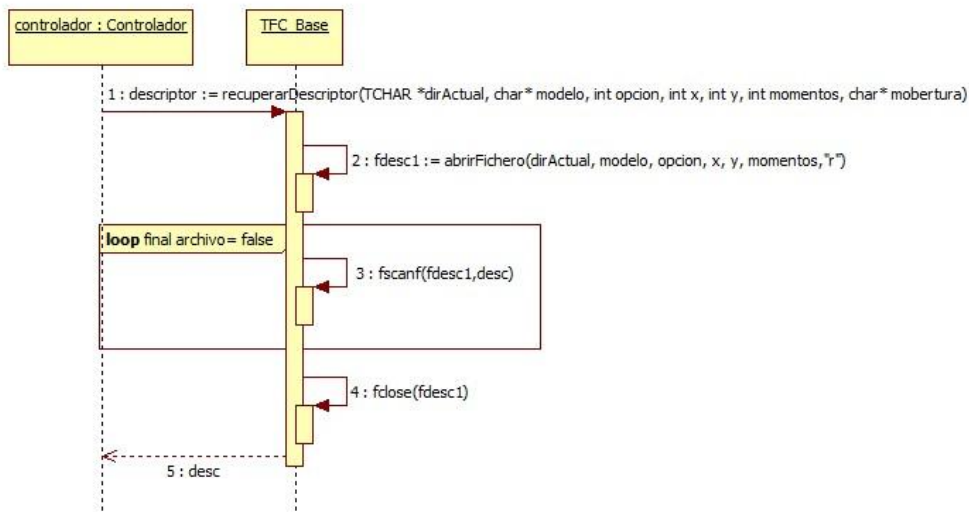 controlador : Controlador
TFC_Base
1 : descriptor := recuperarDescriptor(TCHAR *dirActual, char* modelo, int opcion, int x, int y, int momentos, char* mobertura)
2 : fdesc1 := abrirFichero(dirActual, modelo, opcion, x, y, momentos,"r")
loop final archivo= false
3 : fscanf(fdesc1,desc)
4 : fclose(fdesc1)
5 : desc